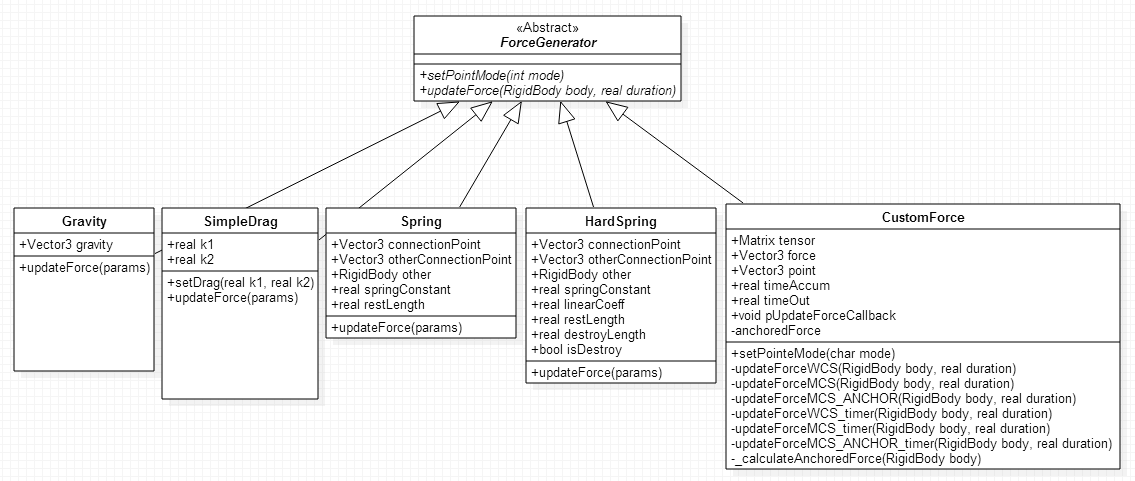 «Abstract»
ForceGenerator
+setPointMode(int mode)
+updateForce(RigidBody body, real duration)
Gravity
+Vector3 gravity
+updateForce(params)
SimpleDrag
+real k1
+real k2
+setDrag(real k1, real k2)
+updateForce(params)
Spring
+Vector3 connectionPoint
+Vector3 otherConnectionPoint
+RigidBody other
+real springConstant
+real restLength
+updateForce(params)
HardSpring
+Vector3 connectionPoint
+Vector3 otherConnectionPoint
+RigidBody other
+real springConstant
+real linearCoeff
+real restLength
+real destroyLength
+bool isDestroy
+updateForce(params)
CustomForce
+Matrix tensor
+Vector3 force
+Vector3 point
+real timeAccum
+real timeOut
+void pUpdateForceCallback
-anchoredForce
+setPointeMode(char mode)
-updateForceWCS(RigidBody body, real duration)
-updateForceMCS(RigidBody body, real duration)
-updateForceMCS_ANCHOR(RigidBody body, real duration)
-updateForceWCS_timer(RigidBody body, real duration)
-updateForceMCS_timer(RigidBody body, real duration)
-updateForceMCS_ANCHOR_timer(RigidBody body, real duration)
-_calculateAnchoredForce(RigidBody body)